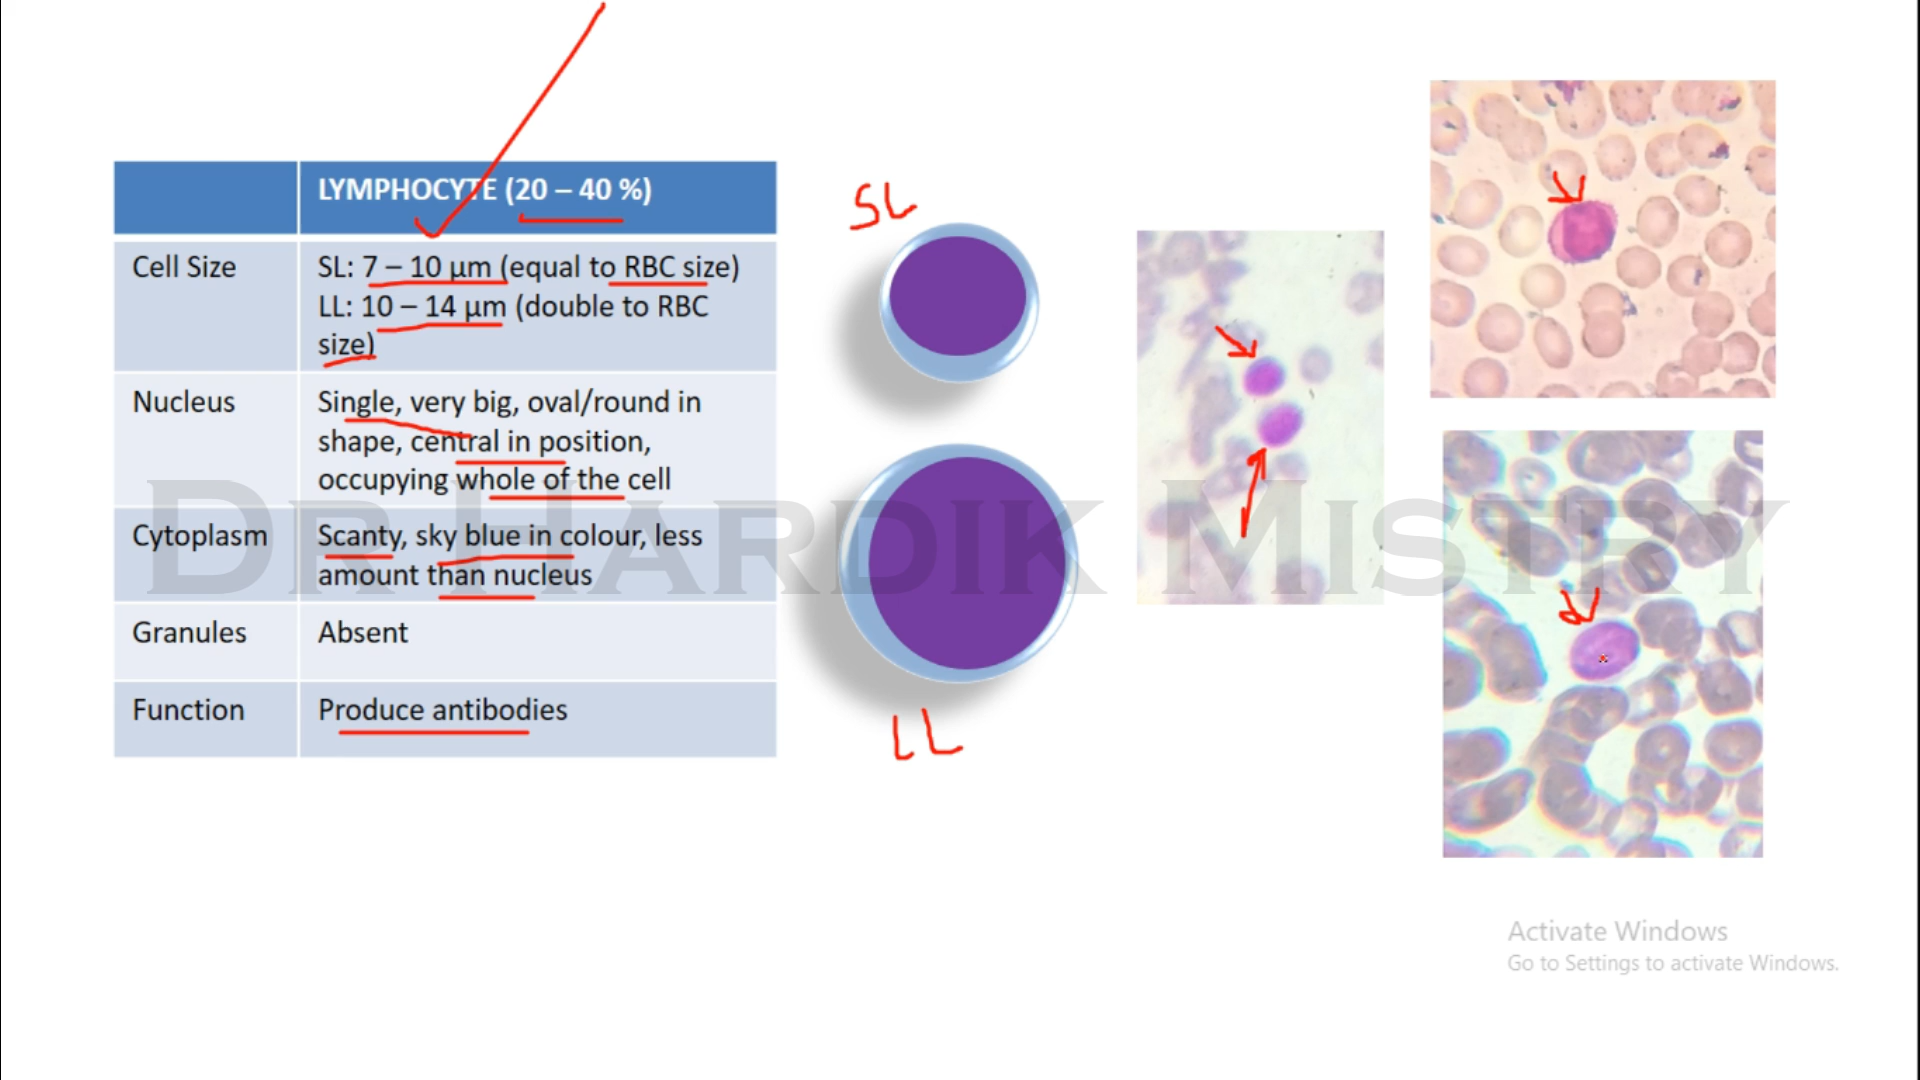 LYMPHOCYTE (20 – 40 %)
Cell Size
SL: 7 – 10 µm (equal to RBC size)
LL: 10 – 14 µm (double to RBC
size)
Nucleus
Single, very big, oval/round in
shape, central in position,
occupying whole of the cell
Cytoplasm
Scanty, sky blue in colour, less
amount than nucleus
Granules
Absent
Function
Produce antibodies
SL
LL
DR HARDIK MISTRY
Activate Windows
Go to Settings to activate Windows.